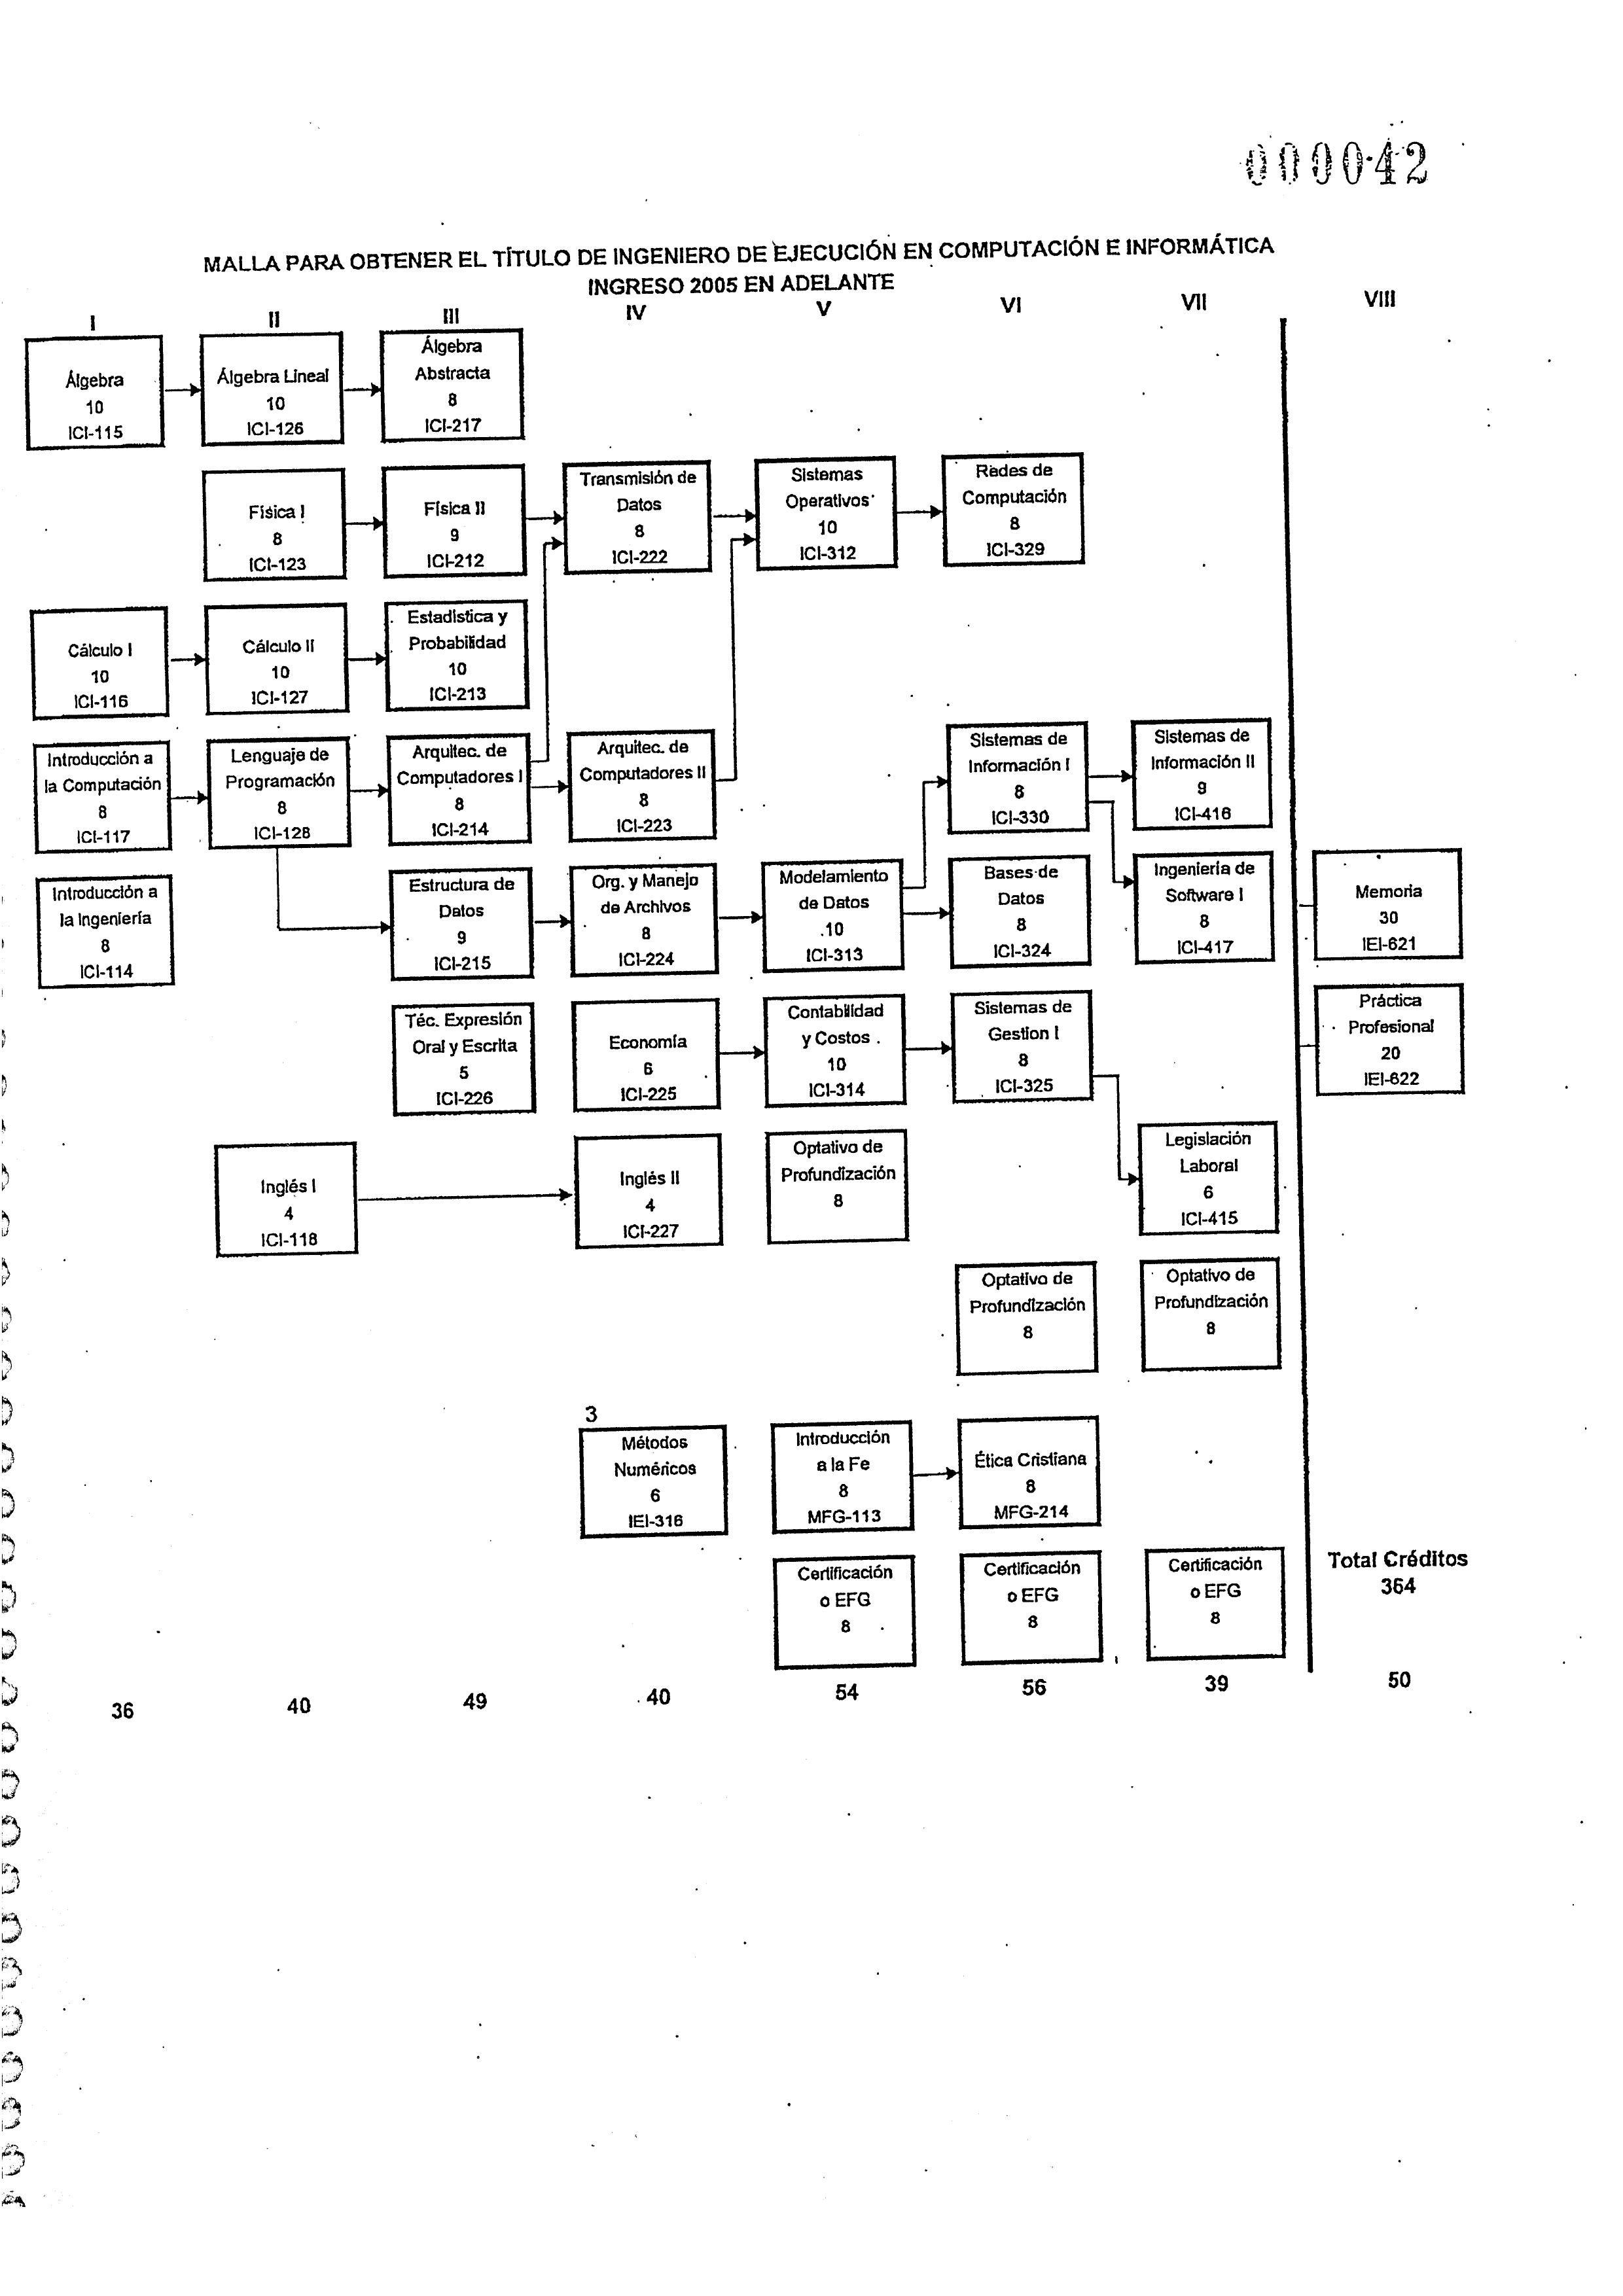 000042
MALLA PARA OBTENER EL TÍTULO DE INGENIERO DE EJECUCIÓN EN COMPUTACIÓN E INFORMÁTICA
INGRESO 2005 EN ADELANTE
I
II
III
IV
V
VI
VII
VIII
Álgebra
10
ICI-115
Álgebra Lineal
10
ICI-126
Álgebra
Abstracta
8
ICI-217
Física I
8
ICI-123
Física II
9
ICI-212
Transmisión de
Datos
8
ICI-222
Sistemas
Operativos
10
ICI-312
Redes de
Computación
8
ICI-329
Cálculo I
10
ICI-116
Cálculo II
10
ICI-127
Estadística y
Probabilidad
10
ICI-213
Introducción a
la Computación
8
ICI-117
Lenguaje de
Programación
8
ICI-128
Arquitec. de
Computadores I
8
ICI-214
Arquitec. de
Computadores II
8
ICI-223
Sistemas de
Información I
8
ICI-330
Sistemas de
Información II
9
ICI-416
Introducción a
la Ingeniería
8
ICI-114
Estructura de
Datos
9
ICI-215
Org. y Manejo
de Archivos
8
ICI-224
Modelamiento
de Datos
10
ICI-313
Bases de
Datos
8
ICI-324
Ingeniería de
Software I
8
ICI-417
Memoria
30
IEI-621
Téc. Expresión
Oral y Escrita
5
ICI-226
Economía
6
ICI-225
Contabilidad
y Costos
10
ICI-314
Sistemas de
Gestion I
8
ICI-325
Práctica
Profesional
20
IEI-622
Inglés I
4
ICI-118
Inglés II
4
ICI-227
Optativo de
Profundización
8
Legislación
Laboral
6
ICI-415
Optativo de
Profundización
8
Optativo de
Profundización
8
3
Métodos
Numéricos
6
IEI-316
Introducción
a la Fe
8
MFG-113
Ética Cristiana
8
MFG-214
Certificación
o EFG
8
Certificación
o EFG
8
Certificación
o EFG
8
Total Créditos
364
36
40
49
40
54
56
39
50